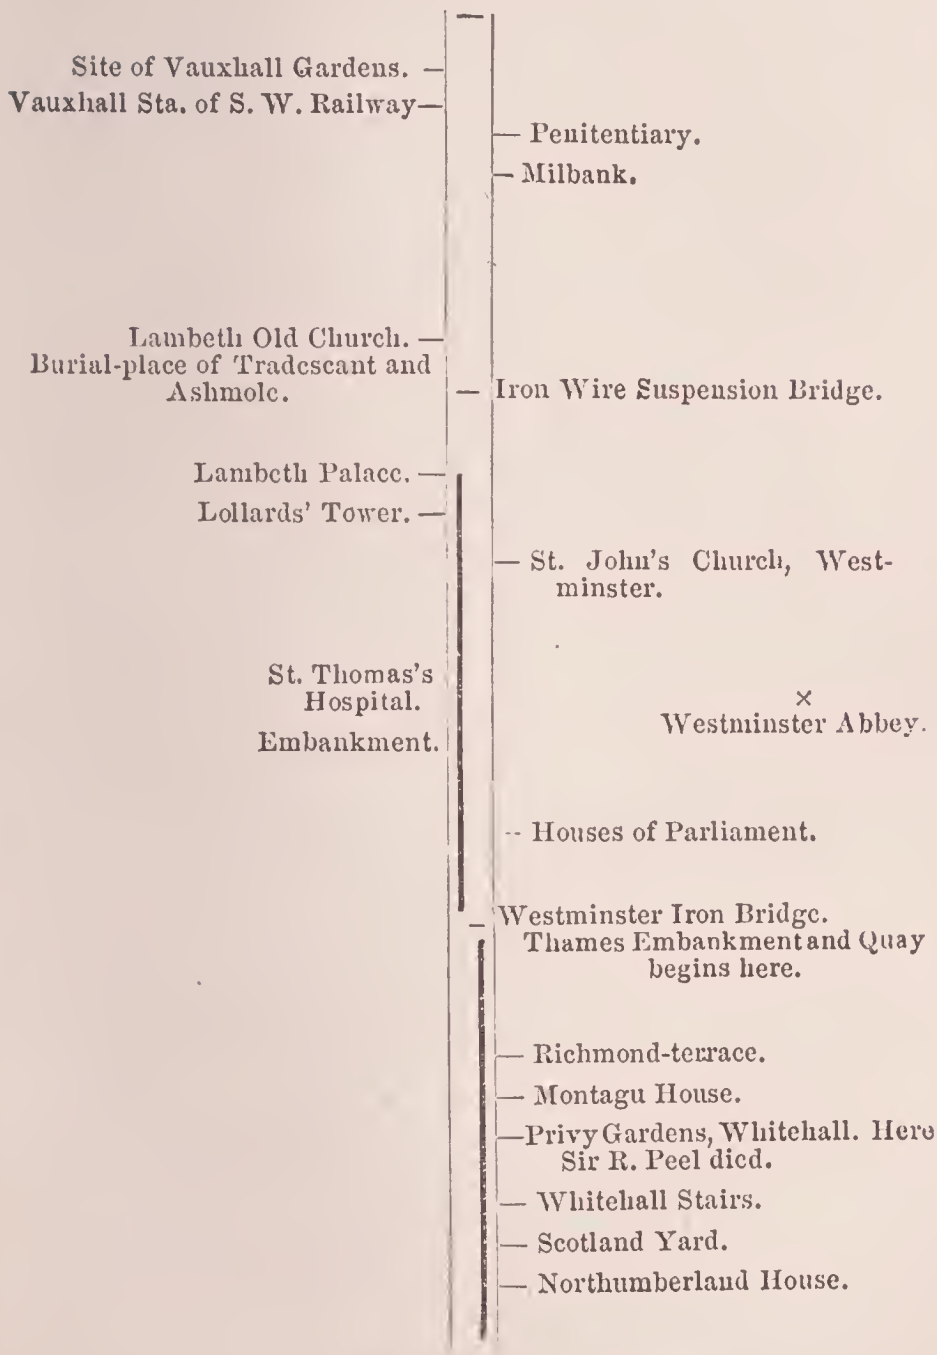 Site of Vauxhall Gardens. —
Vauxhall Sta. of S. W. Railway—
— Penitentiary.
— Milbank.
Lambeth Old Church. —
Burial-place of Tradescant and
Ashmole.
— Iron Wire Suspension Bridge.
Lambeth Palace. —
Lollards' Tower. —
— St. John's Church, West-
minster.
St. Thomas's
Hospital.
×
Westminster Abbey.
Embankment.
-- Houses of Parliament.
Westminster Iron Bridge.
Thames Embankment and Quay
begins here.
— Richmond-terrace.
— Montagu House.
—Privy Gardens, Whitehall. Here
Sir R. Peel died.
— Whitehall Stairs.
— Scotland Yard.
— Northumberland House.